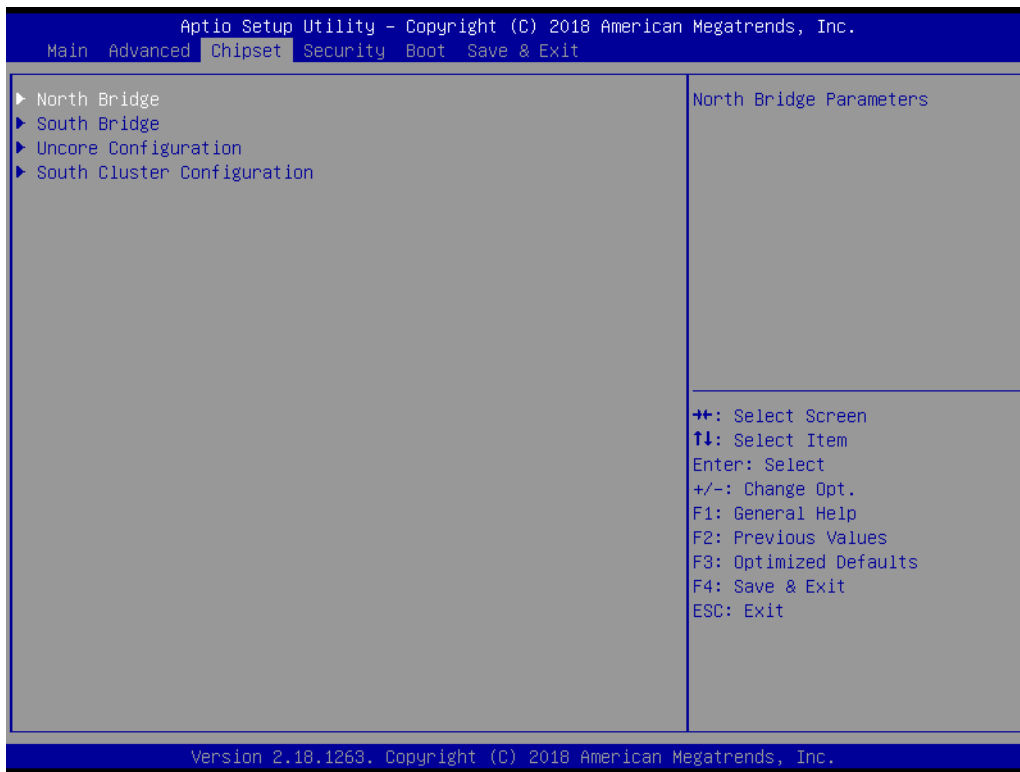 Aptio Setup Utility – Copyright (C) 2018 American Megatrends, Inc.
Main Advanced Chipset Security Boot Save & Exit
► North Bridge
► South Bridge
► Uncore Configuration
► South Cluster Configuration
North Bridge Parameters
→←: Select Screen
↑↓: Select Item
Enter: Select
+/-: Change Opt.
F1: General Help
F2: Previous Values
F3: Optimized Defaults
F4: Save & Exit
ESC: Exit
Version 2.18.1263. Copyright (C) 2018 American Megatrends, Inc.